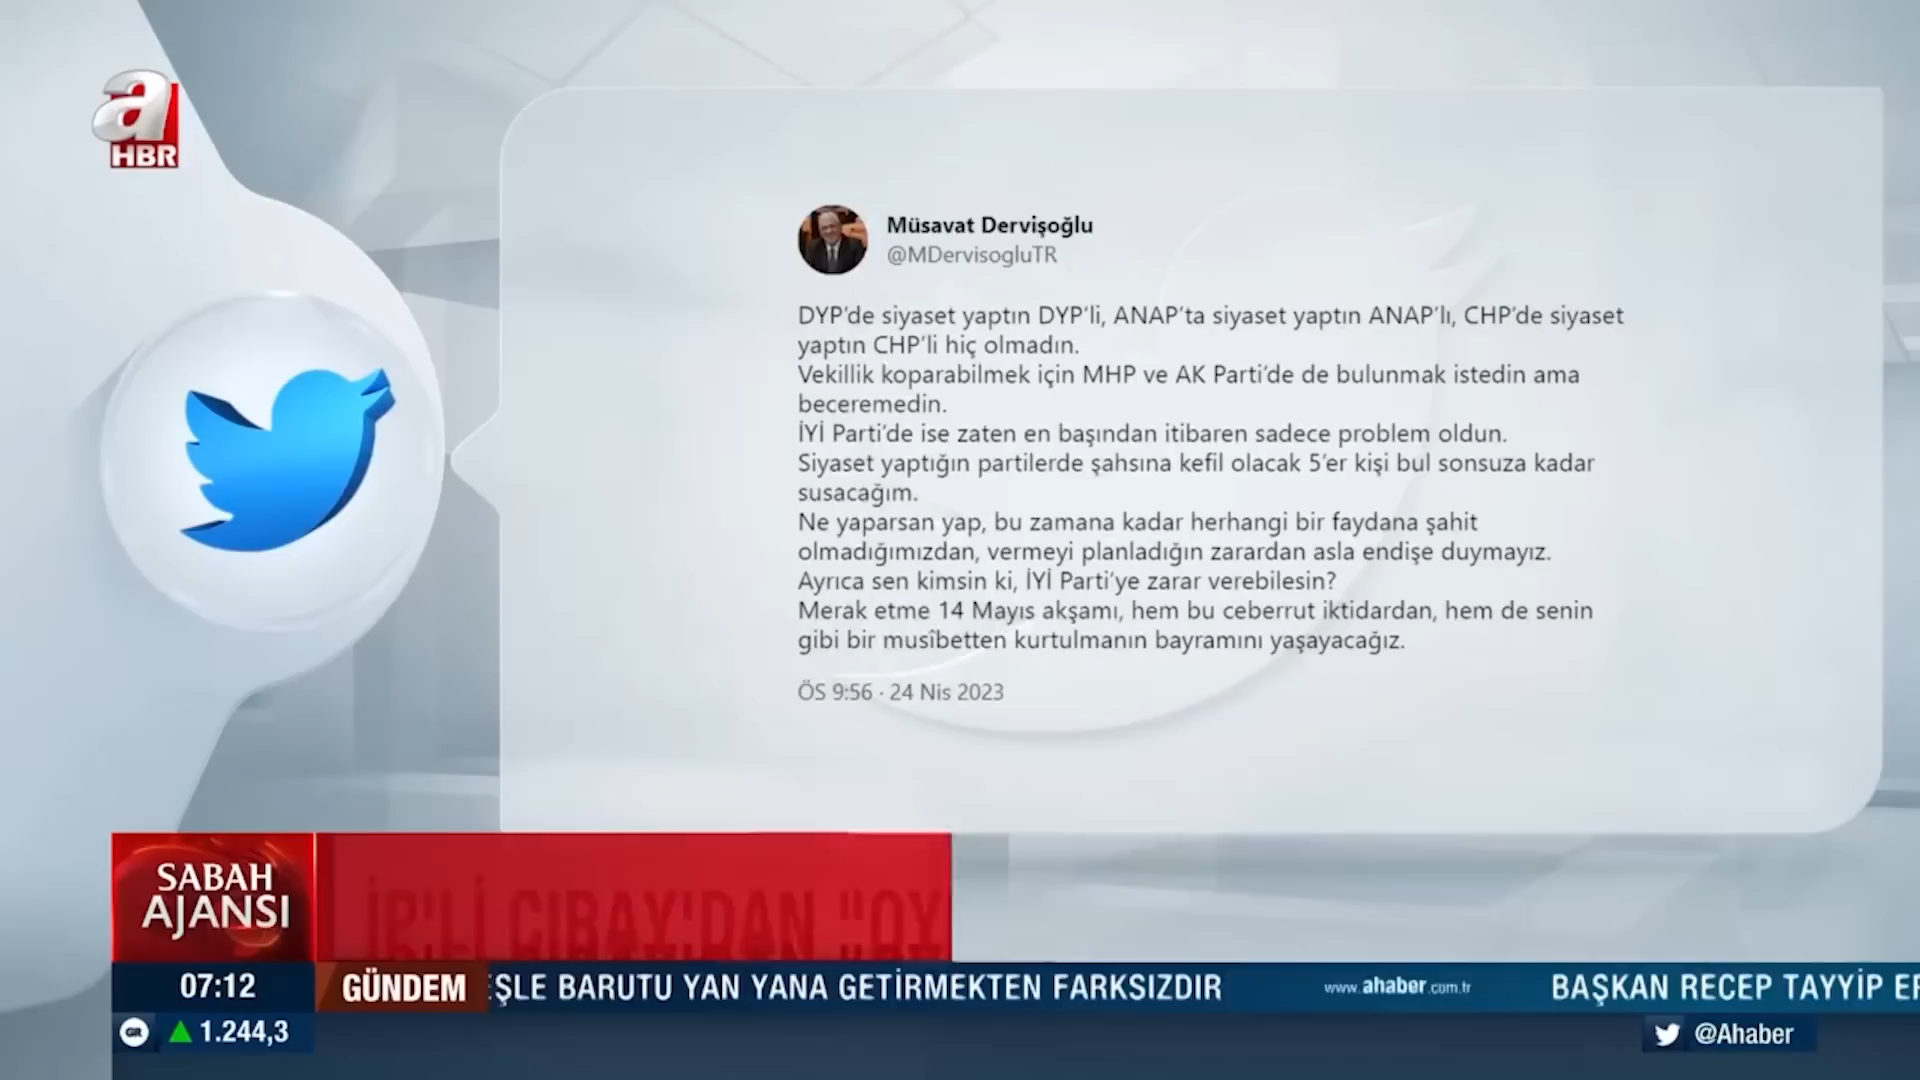 a
HBR
Müsavat Dervişoğlu
@MDervisogluTR
DYP'de siyaset yaptın DYP'li, ANAP'ta siyaset yaptın ANAP'lı, CHP'de siyaset
yaptın CHP'li hiç olmadın.
Vekillik koparabilmek için MHP ve AK Parti'de de bulunmak istedin ama
beceremedin.
İYİ Parti'de ise zaten en başından itibaren sadece problem oldun.
Siyaset yaptığın partilerde şahsına kefil olacak 5'er kişi bul sonsuza kadar
susacağım.
Ne yaparsan yap, bu zamana kadar herhangi bir faydana şahit
olmadığımızdan, vermeyi planladığın zarardan asla endişe duymayız.
Ayrıca sen kimsin ki, İYİ Parti'ye zarar verebilesin?
Merak etme 14 Mayıs akşamı, hem bu ceberrut iktidardan, hem de senin
gibi bir musîbetten kurtulmanın bayramını yaşayacağız.
ÖS 9:56 · 24 Nis 2023
SABAH
AJANSI
İP'Lİ CIRAY'DAN "OY
07:12
GÜNDEM
EŞLE BARUTU YAN YANA GETİRMEKTEN FARKSIZDIR
www.ahaber.com.tr
BAŞKAN RECEP TAYYİP ER
GR
1.244,3
@Ahaber